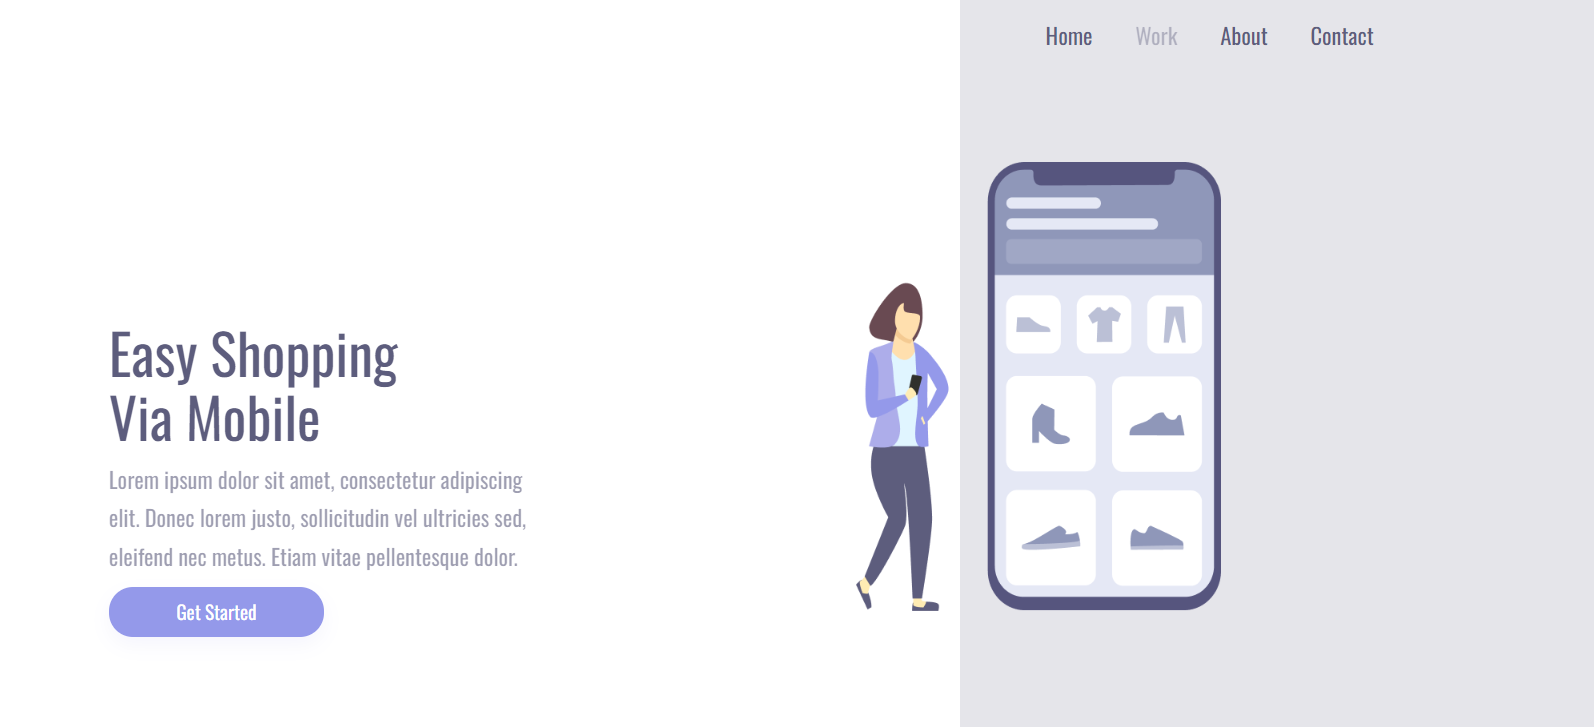 Home Work About Contact
Easy Shopping
Via Mobile
Lorem ipsum dolor sit amet, consectetur adipiscing
elit. Donec lorem justo, sollicitudin vel ultricies sed,
eleifend nec metus. Etiam vitae pellentesque dolor.
Get Started